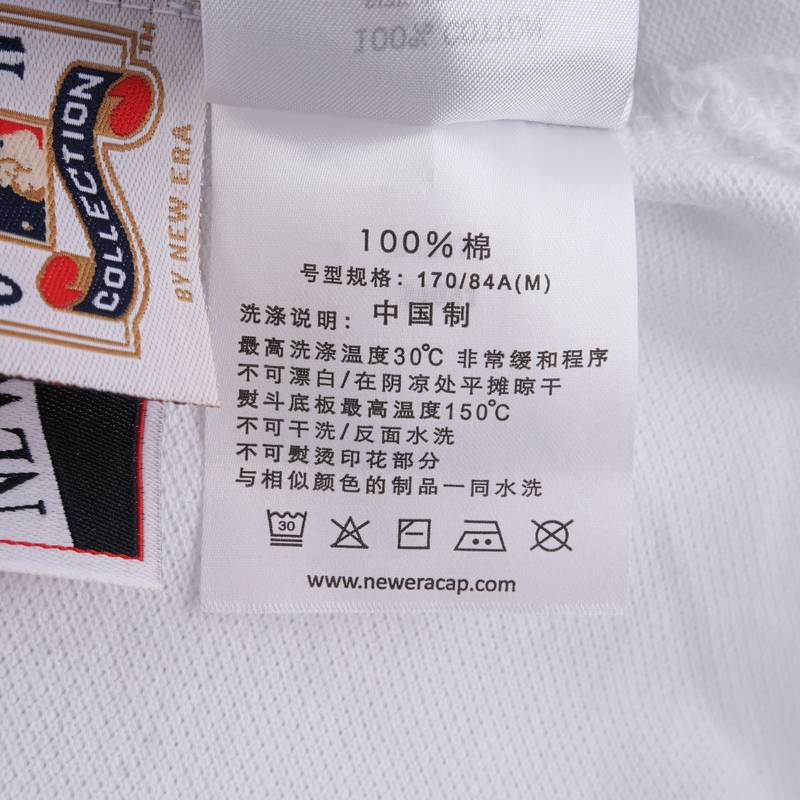 100% COTTON
TM
COLLECTION
BY NEW ERA
NEW
100%棉
号型规格：170/84A(M)
洗涤说明：中国制
最高洗涤温度30℃ 非常缓和程序
不可漂白/在阴凉处平摊晾干
熨斗底板最高温度150℃
不可干洗/反面水洗
不可熨烫印花部分
与相似颜色的制品一同水洗
30
www.neweracap.com